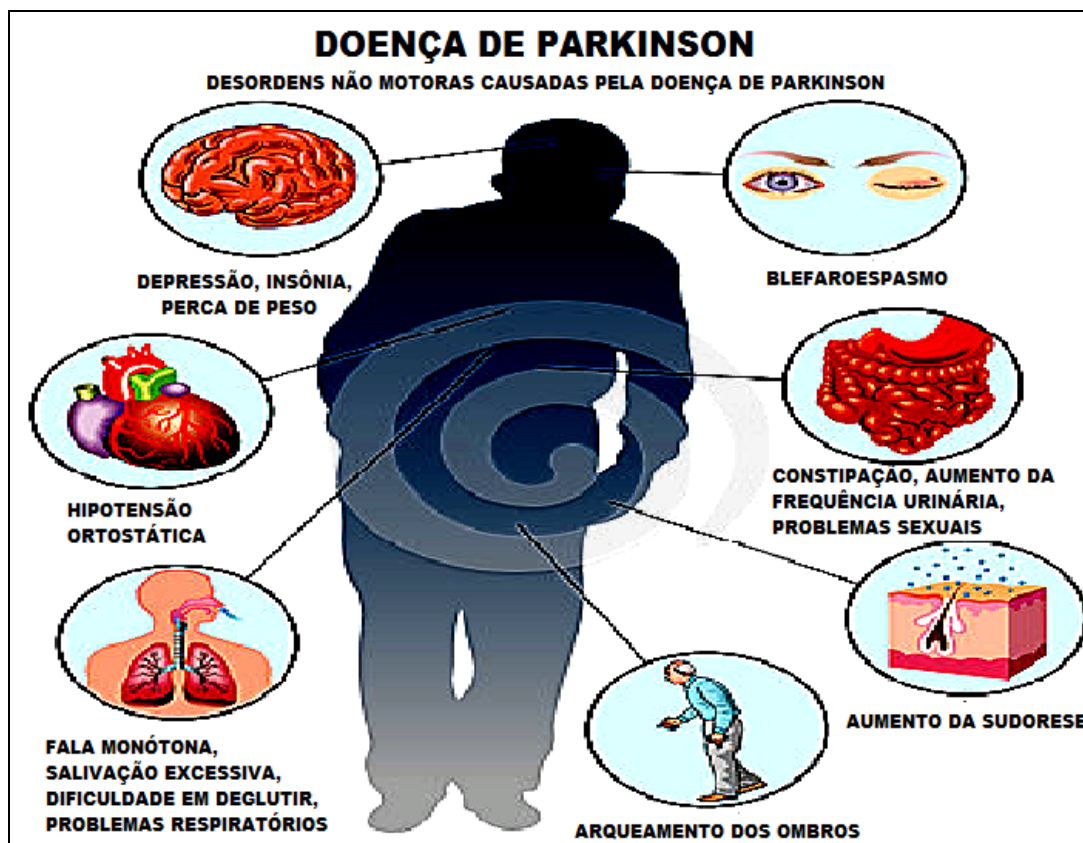 DOENÇA DE PARKINSON
DESORDENS NÃO MOTORAS CAUSADAS PELA DOENÇA DE PARKINSON
DEPRESSÃO, INSÔNIA,
PERCA DE PESO
BLEFAROESPASMO
HIPOTENSÃO
ORTOSTÁTICA
CONSTIPAÇÃO, AUMENTO DA
FREQUÊNCIA URINÁRIA,
PROBLEMAS SEXUAIS
FALA MONÓTONA,
SALIVAÇÃO EXCESSIVA,
DIFICULDADE EM DEGLUTIR,
PROBLEMAS RESPIRATÓRIOS
AUMENTO DA SUDORESE
ARQUEAMENTO DOS OMBROS